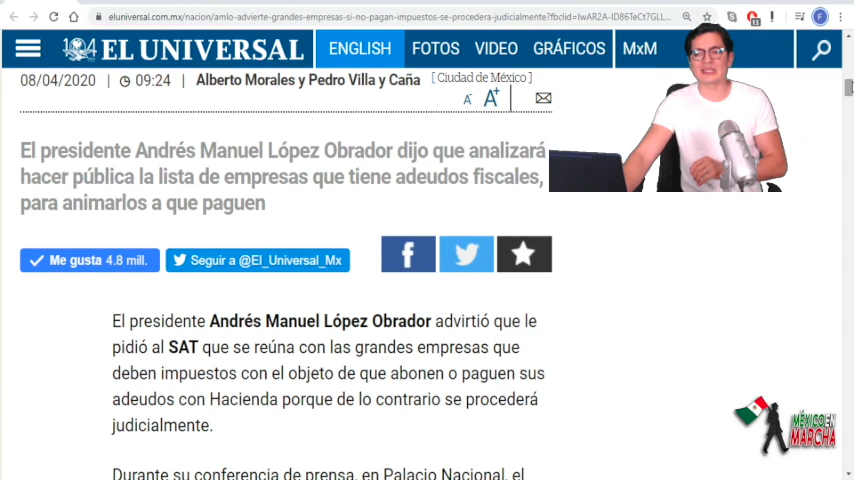 eluniversal.com.mx/nacion/amlo-advierte-grandes-empresas-si-no-pagan-impuestos-se-procedera-judicialmente?fbclid=IwAR2A-ID86TeCt7GLL...
EL UNIVERSAL
ENGLISH
FOTOS
VIDEO
GRÁFICOS
MxM
08/04/2020 | 09:24 | Alberto Morales y Pedro Villa y Caña [ Ciudad de México ]
A- A+
El presidente Andrés Manuel López Obrador dijo que analizará
hacer pública la lista de empresas que tiene adeudos fiscales,
para animarlos a que paguen
Me gusta 4.8 mill.
Seguir a @El_Universal_Mx
El presidente Andrés Manuel López Obrador advirtió que le
pidió al SAT que se reúna con las grandes empresas que
deben impuestos con el objeto de que abonen o paguen sus
adeudos con Hacienda porque de lo contrario se procederá
judicialmente.
Durante su conferencia de prensa, en Palacio Nacional, el
MÉXICO EN
MARCHA